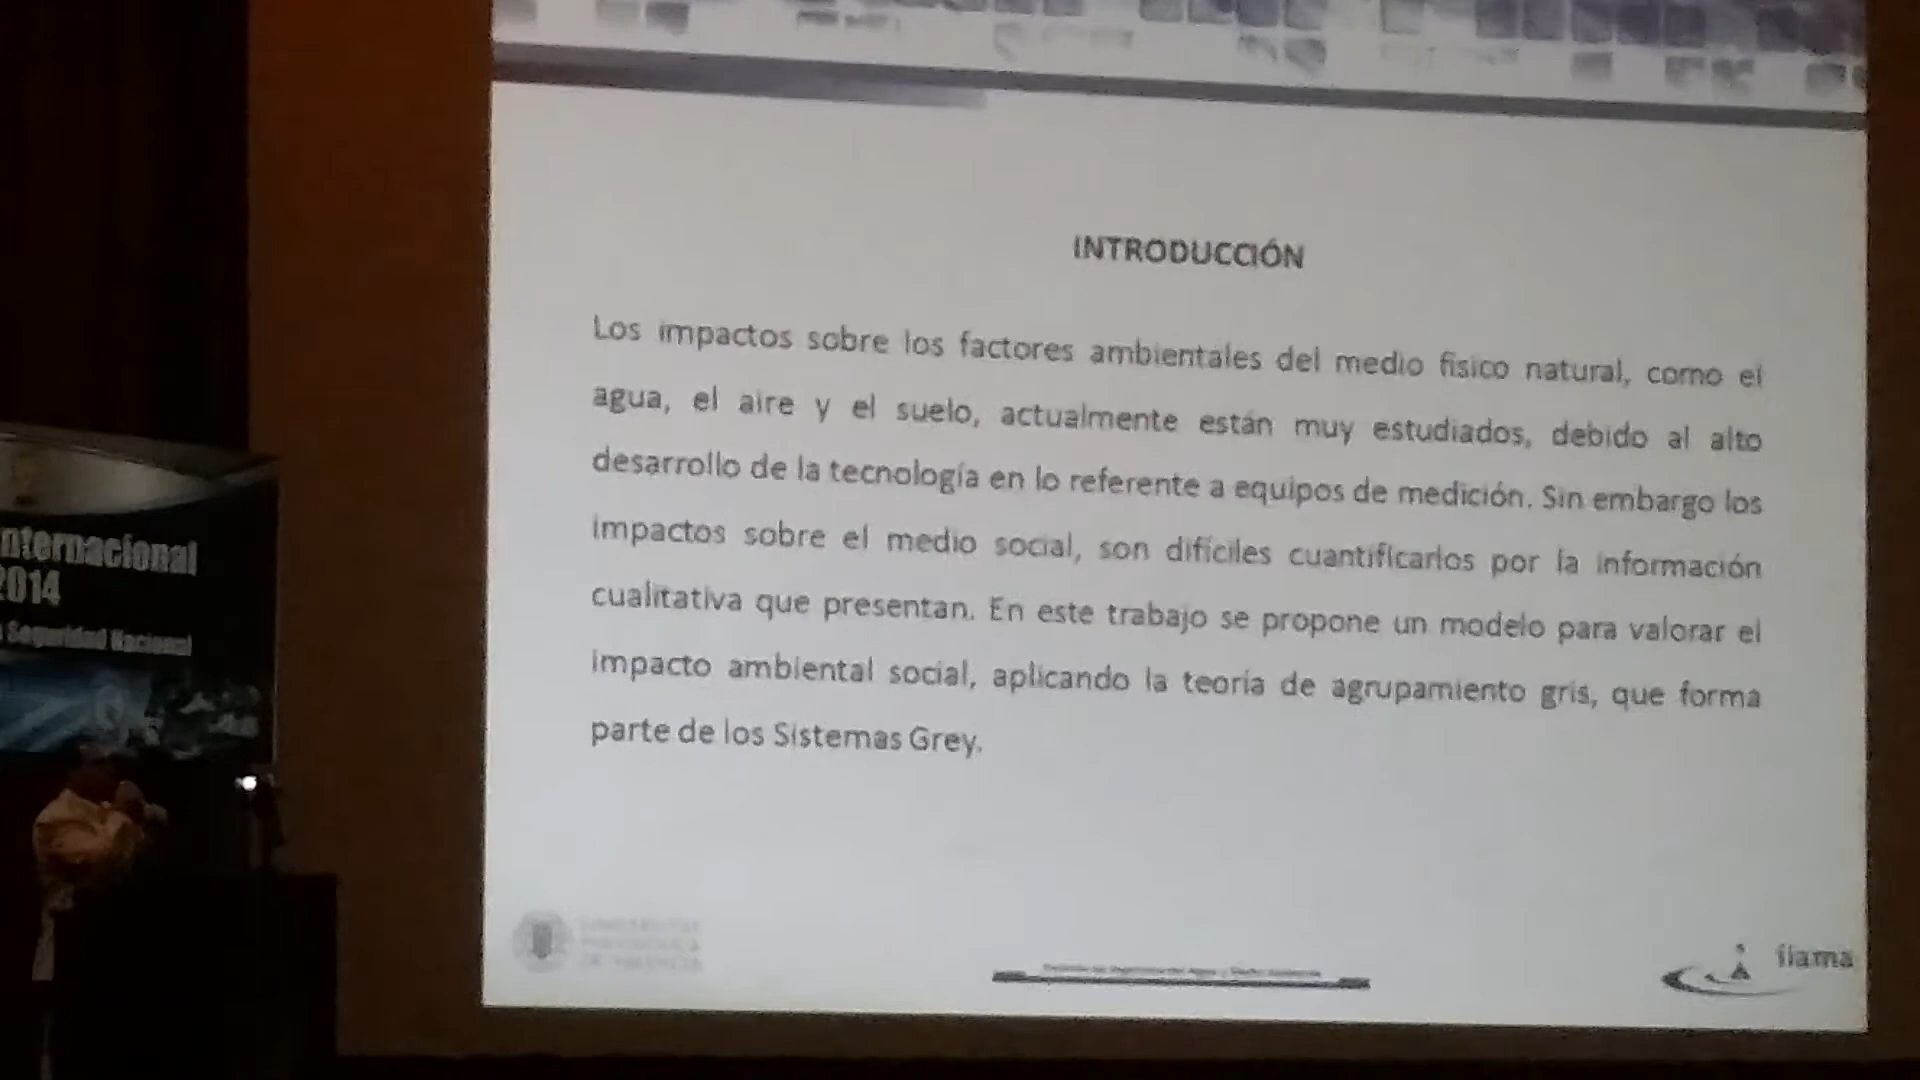 INTRODUCCIÓN
Los impactos sobre los factores ambientales del medio físico natural, como el
agua, el aire y el suelo, actualmente están muy estudiados, debido al alto
desarrollo de la tecnología en lo referente a equipos de medición. Sin embargo los
impactos sobre el medio social, son difíciles cuantificarlos por la información
cualitativa que presentan. En este trabajo se propone un modelo para valorar el
impacto ambiental social, aplicando la teoría de agrupamiento gris, que forma
parte de los Sistemas Grey.
nternacional
2014
Seguridad Nacional
iiama